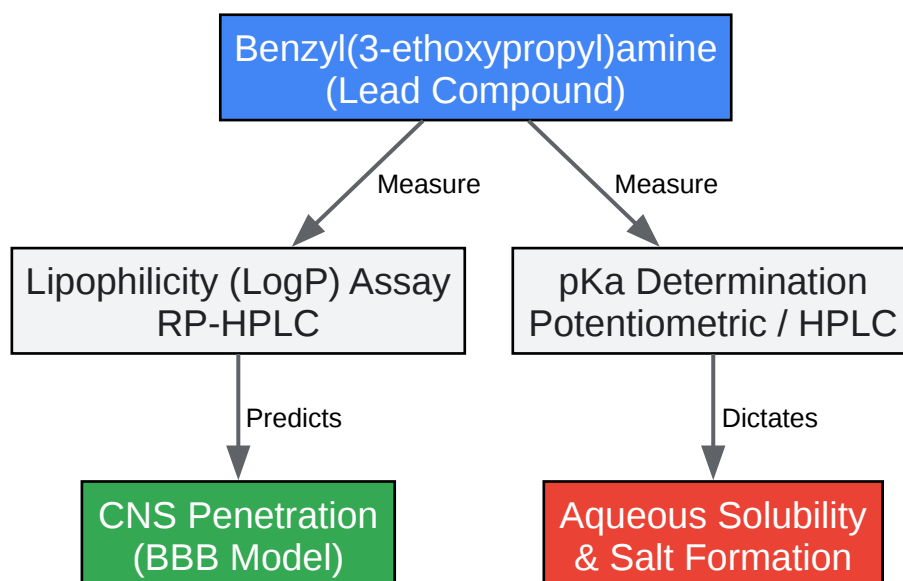 Benzyl(3-ethoxypropyl)amine
(Lead Compound)
Measure
Measure
Lipophilicity (LogP) Assay
RP-HPLC
pKa Determination
Potentiometric / HPLC
Predicts
Dictates
CNS Penetration
(BBB Model)
Aqueous Solubility
& Salt Formation